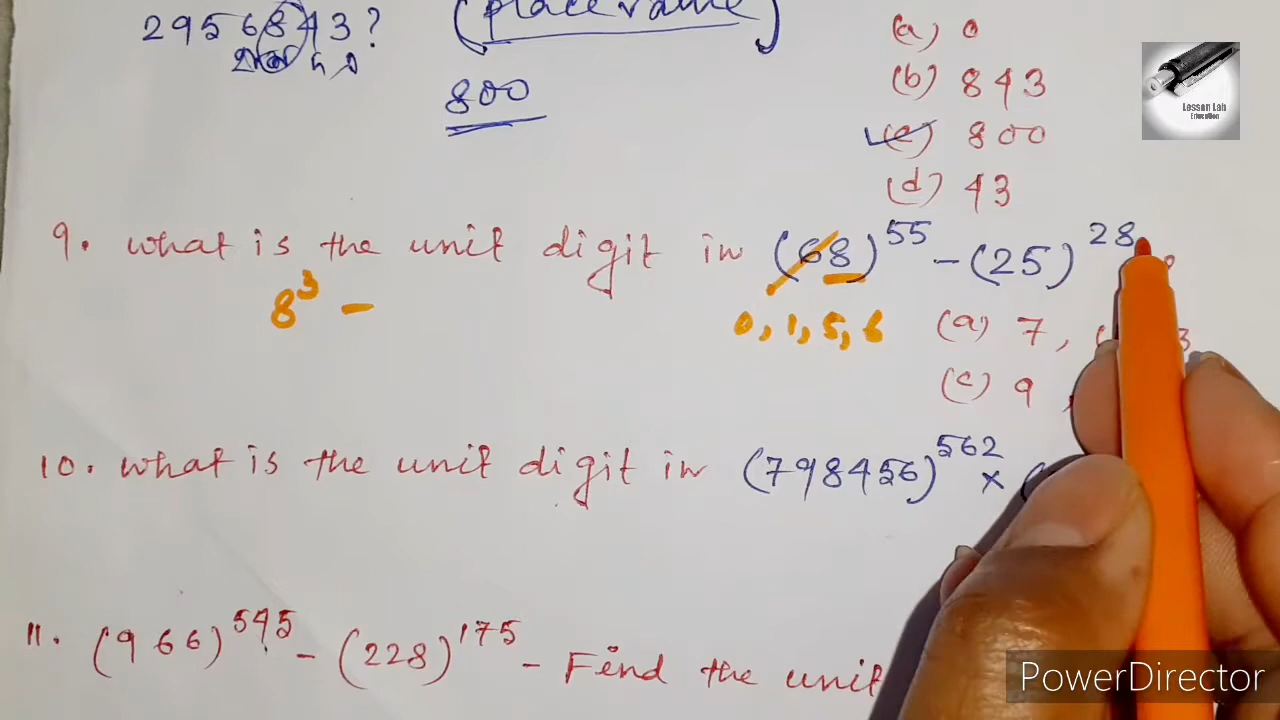 2956843? (place value)
(a) 0
800
(b) 843
(c) 800
(d) 43
Lesson Lab
Education
9. what is the unit digit in (68)^55 - (25)^28
8^3 -
0, 1, 5, 6
(a) 7, 3
(c) 9,
10. what is the unit digit in (798456)^562 × (
11. (966)^545 - (228)^175 - Find the unit
PowerDirector